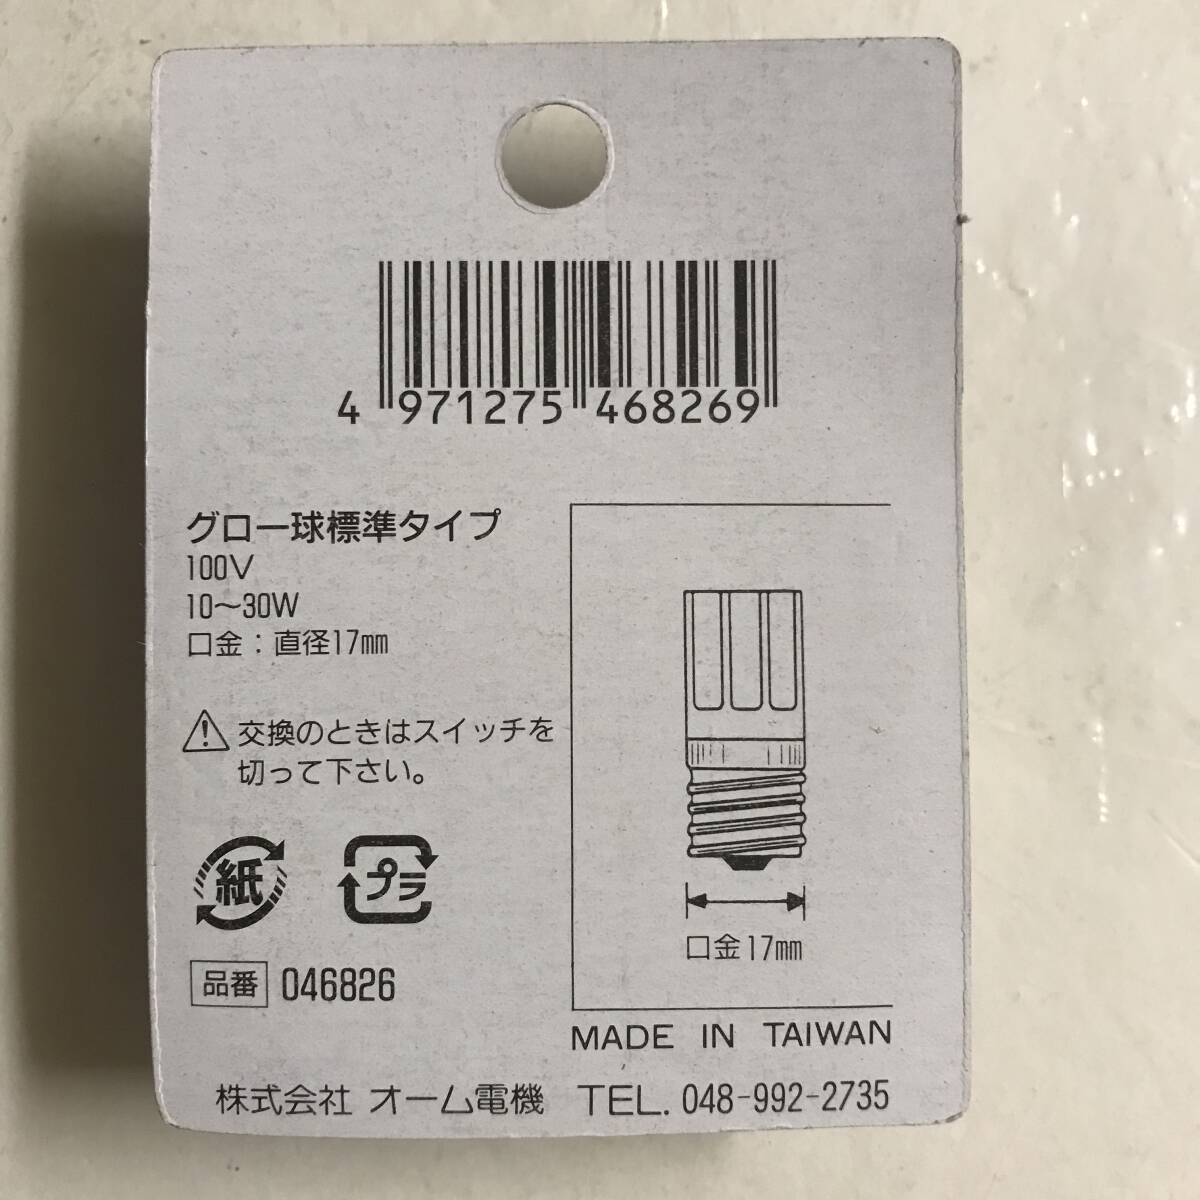 4 971275 468269
グロー球標準タイプ
100V
10～30W
口金：直径17㎜
交換のときはスイッチを
切って下さい。
紙 プラ
品番 046826
口金17㎜
MADE IN TAIWAN
株式会社 オーム電機 TEL. 048-992-2735